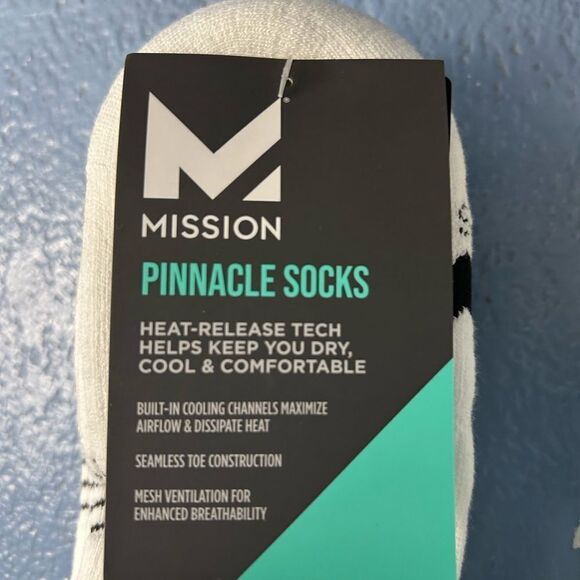 MISSION
PINNACLE SOCKS
HEAT-RELEASE TECH
HELPS KEEP YOU DRY,
COOL & COMFORTABLE
BUILT-IN COOLING CHANNELS MAXIMIZE
AIRFLOW & DISSIPATE HEAT
SEAMLESS TOE CONSTRUCTION
MESH VENTILATION FOR
ENHANCED BREATHABILITY